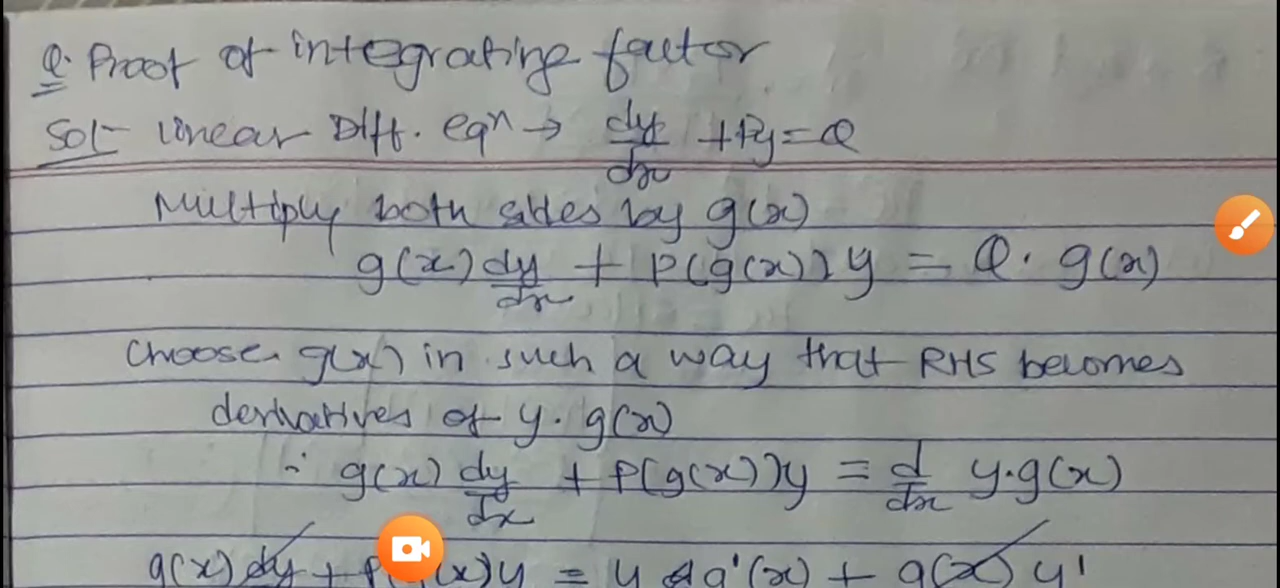 Q. Proof of integrating factor
Sol- Linear Diff. eqn → dy/dx + Py = Q
Multiply both sides by g(x)
g(x) dy/dx + P(g(x)) y = Q. g(x)
Choose g(x) in such a way that RHS becomes
derivatives of y. g(x)
∴ g(x) dy/dx + P(g(x))y = d/dx y.g(x)
g(x) dy + P (x)y = y g'(x) + g(x) y'